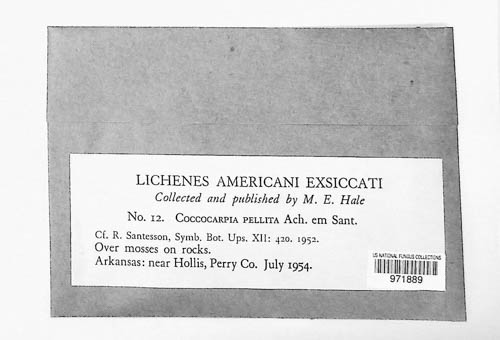 LICHENES AMERICANI EXSICCATI
Collected and published by M. E. Hale
No. 12. COCCOCARPIA PELLITA Ach. em Sant.
Cf. R. Santesson, Symb. Bot. Ups. XII: 420. 1952.
Over mosses on rocks.
Arkansas: near Hollis, Perry Co. July 1954.
US NATIONAL FUNGUS COLLECTIONS
971889